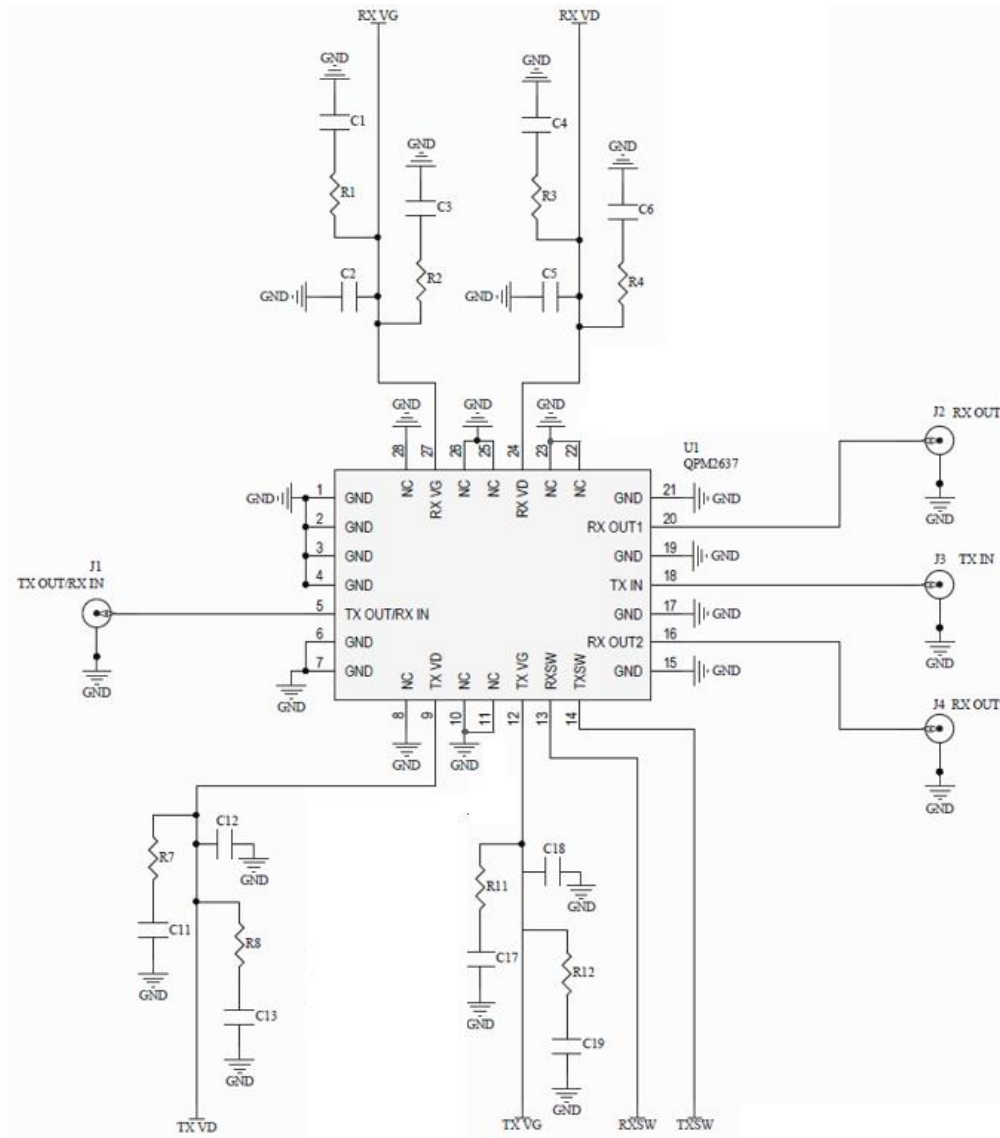 RX VG
RX VD
GND
GND
C1
C4
GND
GND
R1
R3
C3
C6
C2
R2
C5
R4
GND
GND
GND
GND
GND
J2 RX OUT
28
27
26
25
24
23
22
U1
QPM2637
NC
RX VG
NC
NC
RX VD
NC
NC
GND
1
GND
GND
21
GND
2
GND
RX OUT1
20
GND
3
GND
GND
19
GND
J3 TX IN
J1
4
GND
TX IN
18
TX OUT/RX IN
5
TX OUT/RX IN
GND
17
GND
6
GND
RX OUT2
16
GND
7
GND
GND
15
GND
GND
GND
NC
TX VD
NC
NC
TX VG
RXSW
TXSW
8
9
10
11
12
13
14
J4 RX OUT
GND
GND
GND
C12
C18
R7
R11
GND
GND
C11
R8
C17
R12
GND
C13
GND
C19
GND
GND
TX VD
TX VG
RXSW
TXSW